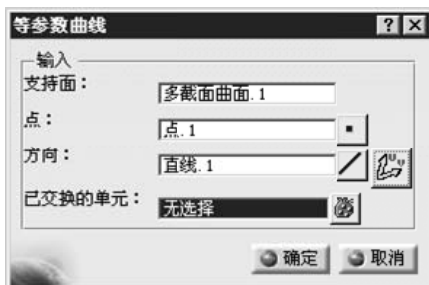 等参数曲线
输入
支持面： 多截面曲面.1
点： 点.1
方向： 直线.1
已交换的单元： 无选择
确定 取消